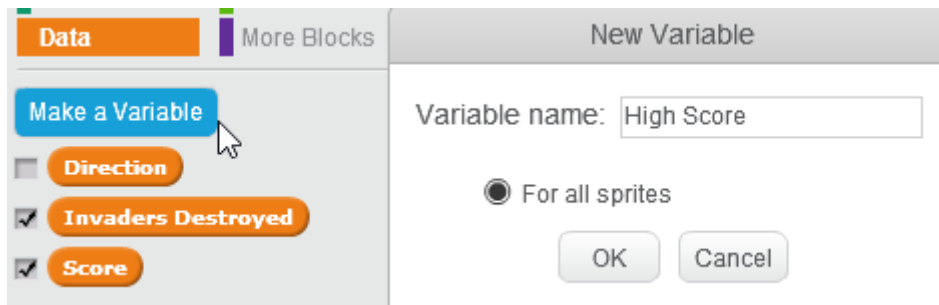 Data
More Blocks
Make a Variable
Direction
Invaders Destroyed
Score
New Variable
Variable name: High Score
For all sprites
OK Cancel